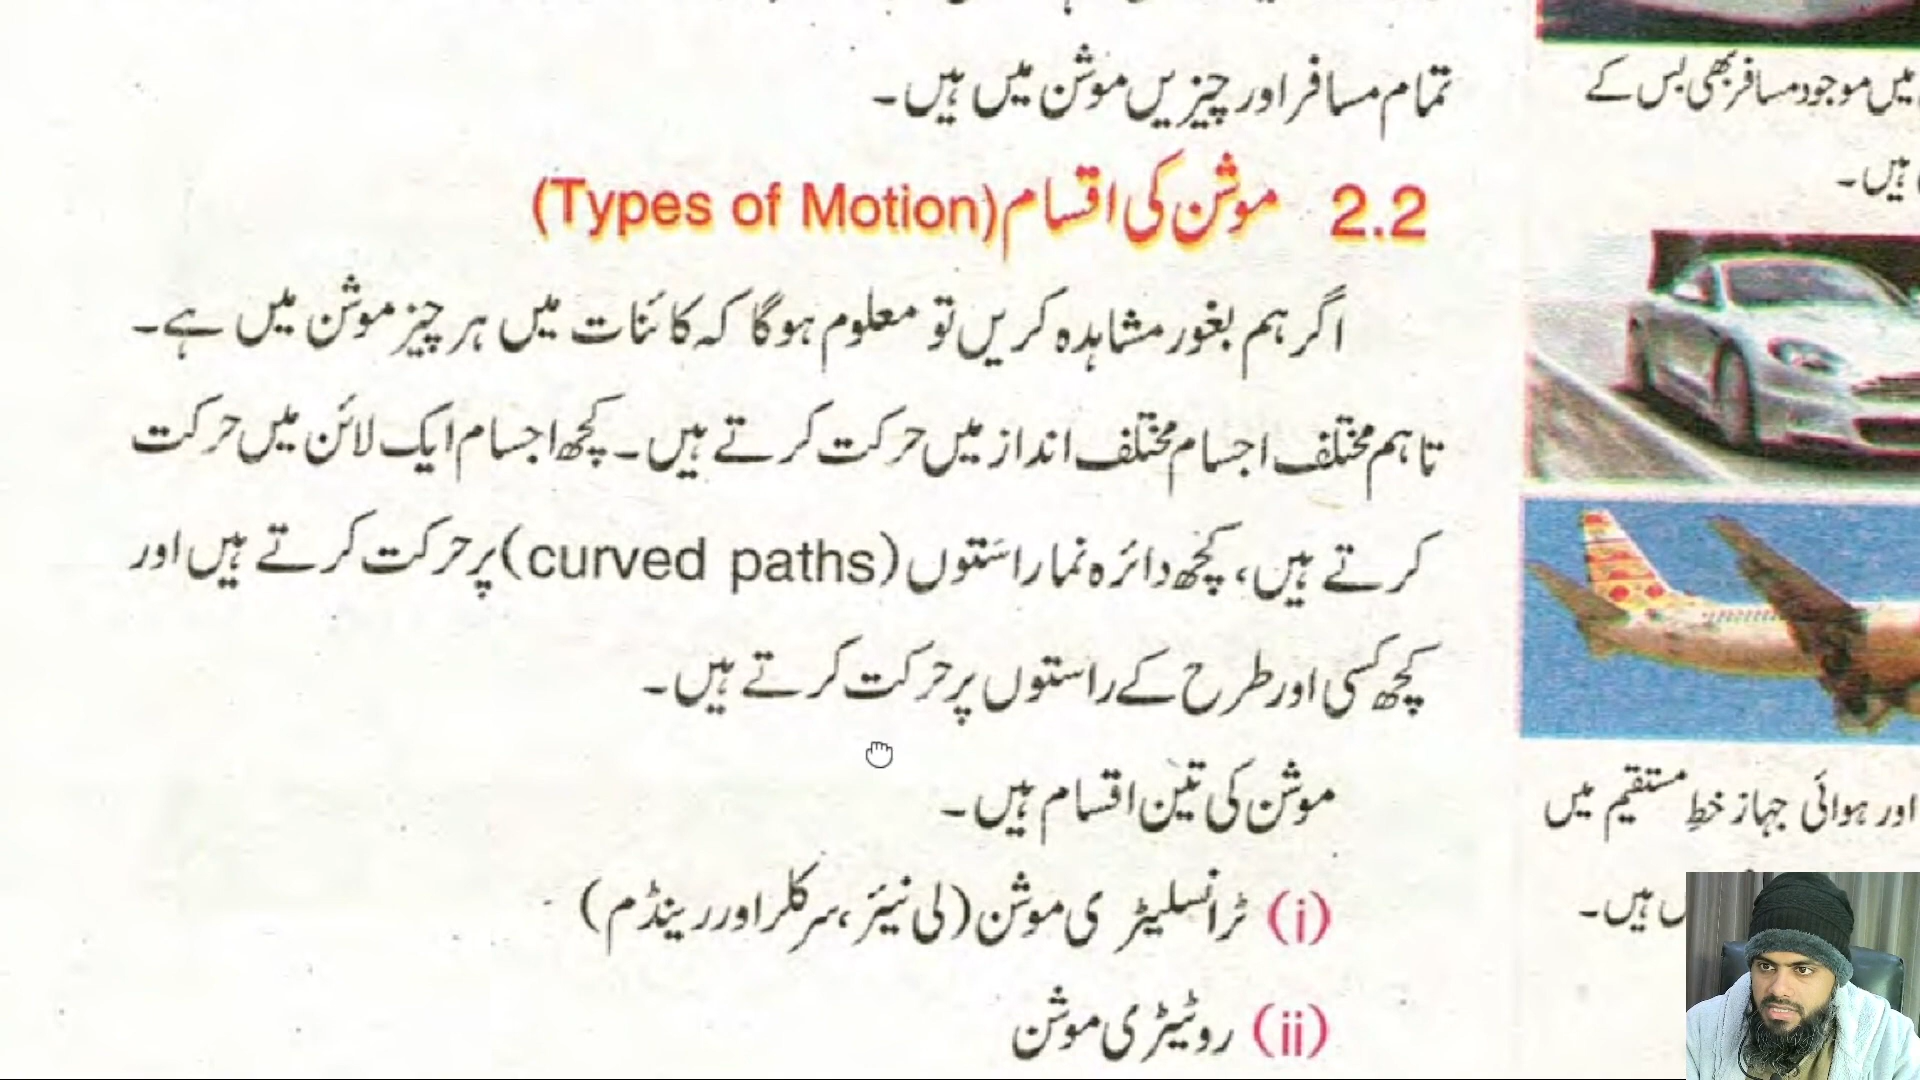 تمام مسافر اور چیزیں موشن میں ہیں۔
2.2 موشن کی اقسام (Types of Motion)
اگر ہم بغور مشاہدہ کریں تو معلوم ہوگا کہ کائنات میں ہر چیز موشن میں ہے۔
تاہم مختلف اجسام مختلف انداز میں حرکت کرتے ہیں۔ کچھ اجسام ایک لائن میں حرکت
کرتے ہیں، کچھ دائرہ نما راستوں (curved paths) پر حرکت کرتے ہیں اور
کچھ کسی اور طرح کے راستوں پر حرکت کرتے ہیں۔
موشن کی تین اقسام ہیں۔
(i) ٹرانسلیٹری موشن (لی نیئر، سرکلر اور رینڈم)
(ii) روٹیٹری موشن
میں موجود مسافر بھی بس کے
ہیں۔
اور ہوائی جہاز خطِ مستقیم میں
ہیں۔